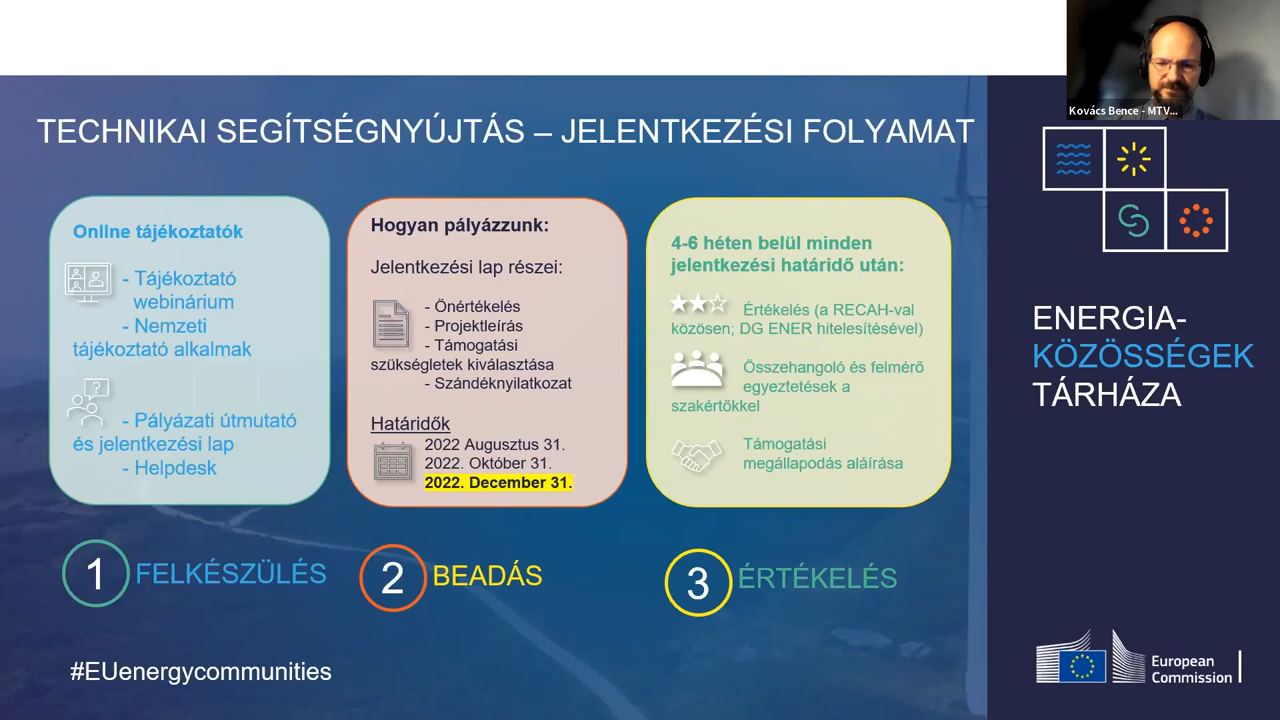 Kovács Bence - MTV...
TECHNIKAI SEGÍTSÉGNYÚJTÁS – JELENTKEZÉSI FOLYAMAT
Online tájékoztatók
- Tájékoztató
webinárium
- Nemzeti
tájékoztató alkalmak
- Pályázati útmutató
és jelentkezési lap
- Helpdesk
Hogyan pályázzunk:
Jelentkezési lap részei:
- Önértékelés
- Projektleírás
- Támogatási
szükségletek kiválasztása
- Szándéknyilatkozat
Határidők
2022 Augusztus 31.
2022. Október 31.
2022. December 31.
4-6 héten belül minden
jelentkezési határidő után:
Értékelés (a RECAH-val
közösen; DG ENER hitelesítésével)
Összehangoló és felmérő
egyeztetések a
szakértőkkel
Támogatási
megállapodás aláírása
1 FELKÉSZÜLÉS
2 BEADÁS
3 ÉRTÉKELÉS
#EUenergycommunities
ENERGIA-
KÖZÖSSÉGEK
TÁRHÁZA
European
Commission